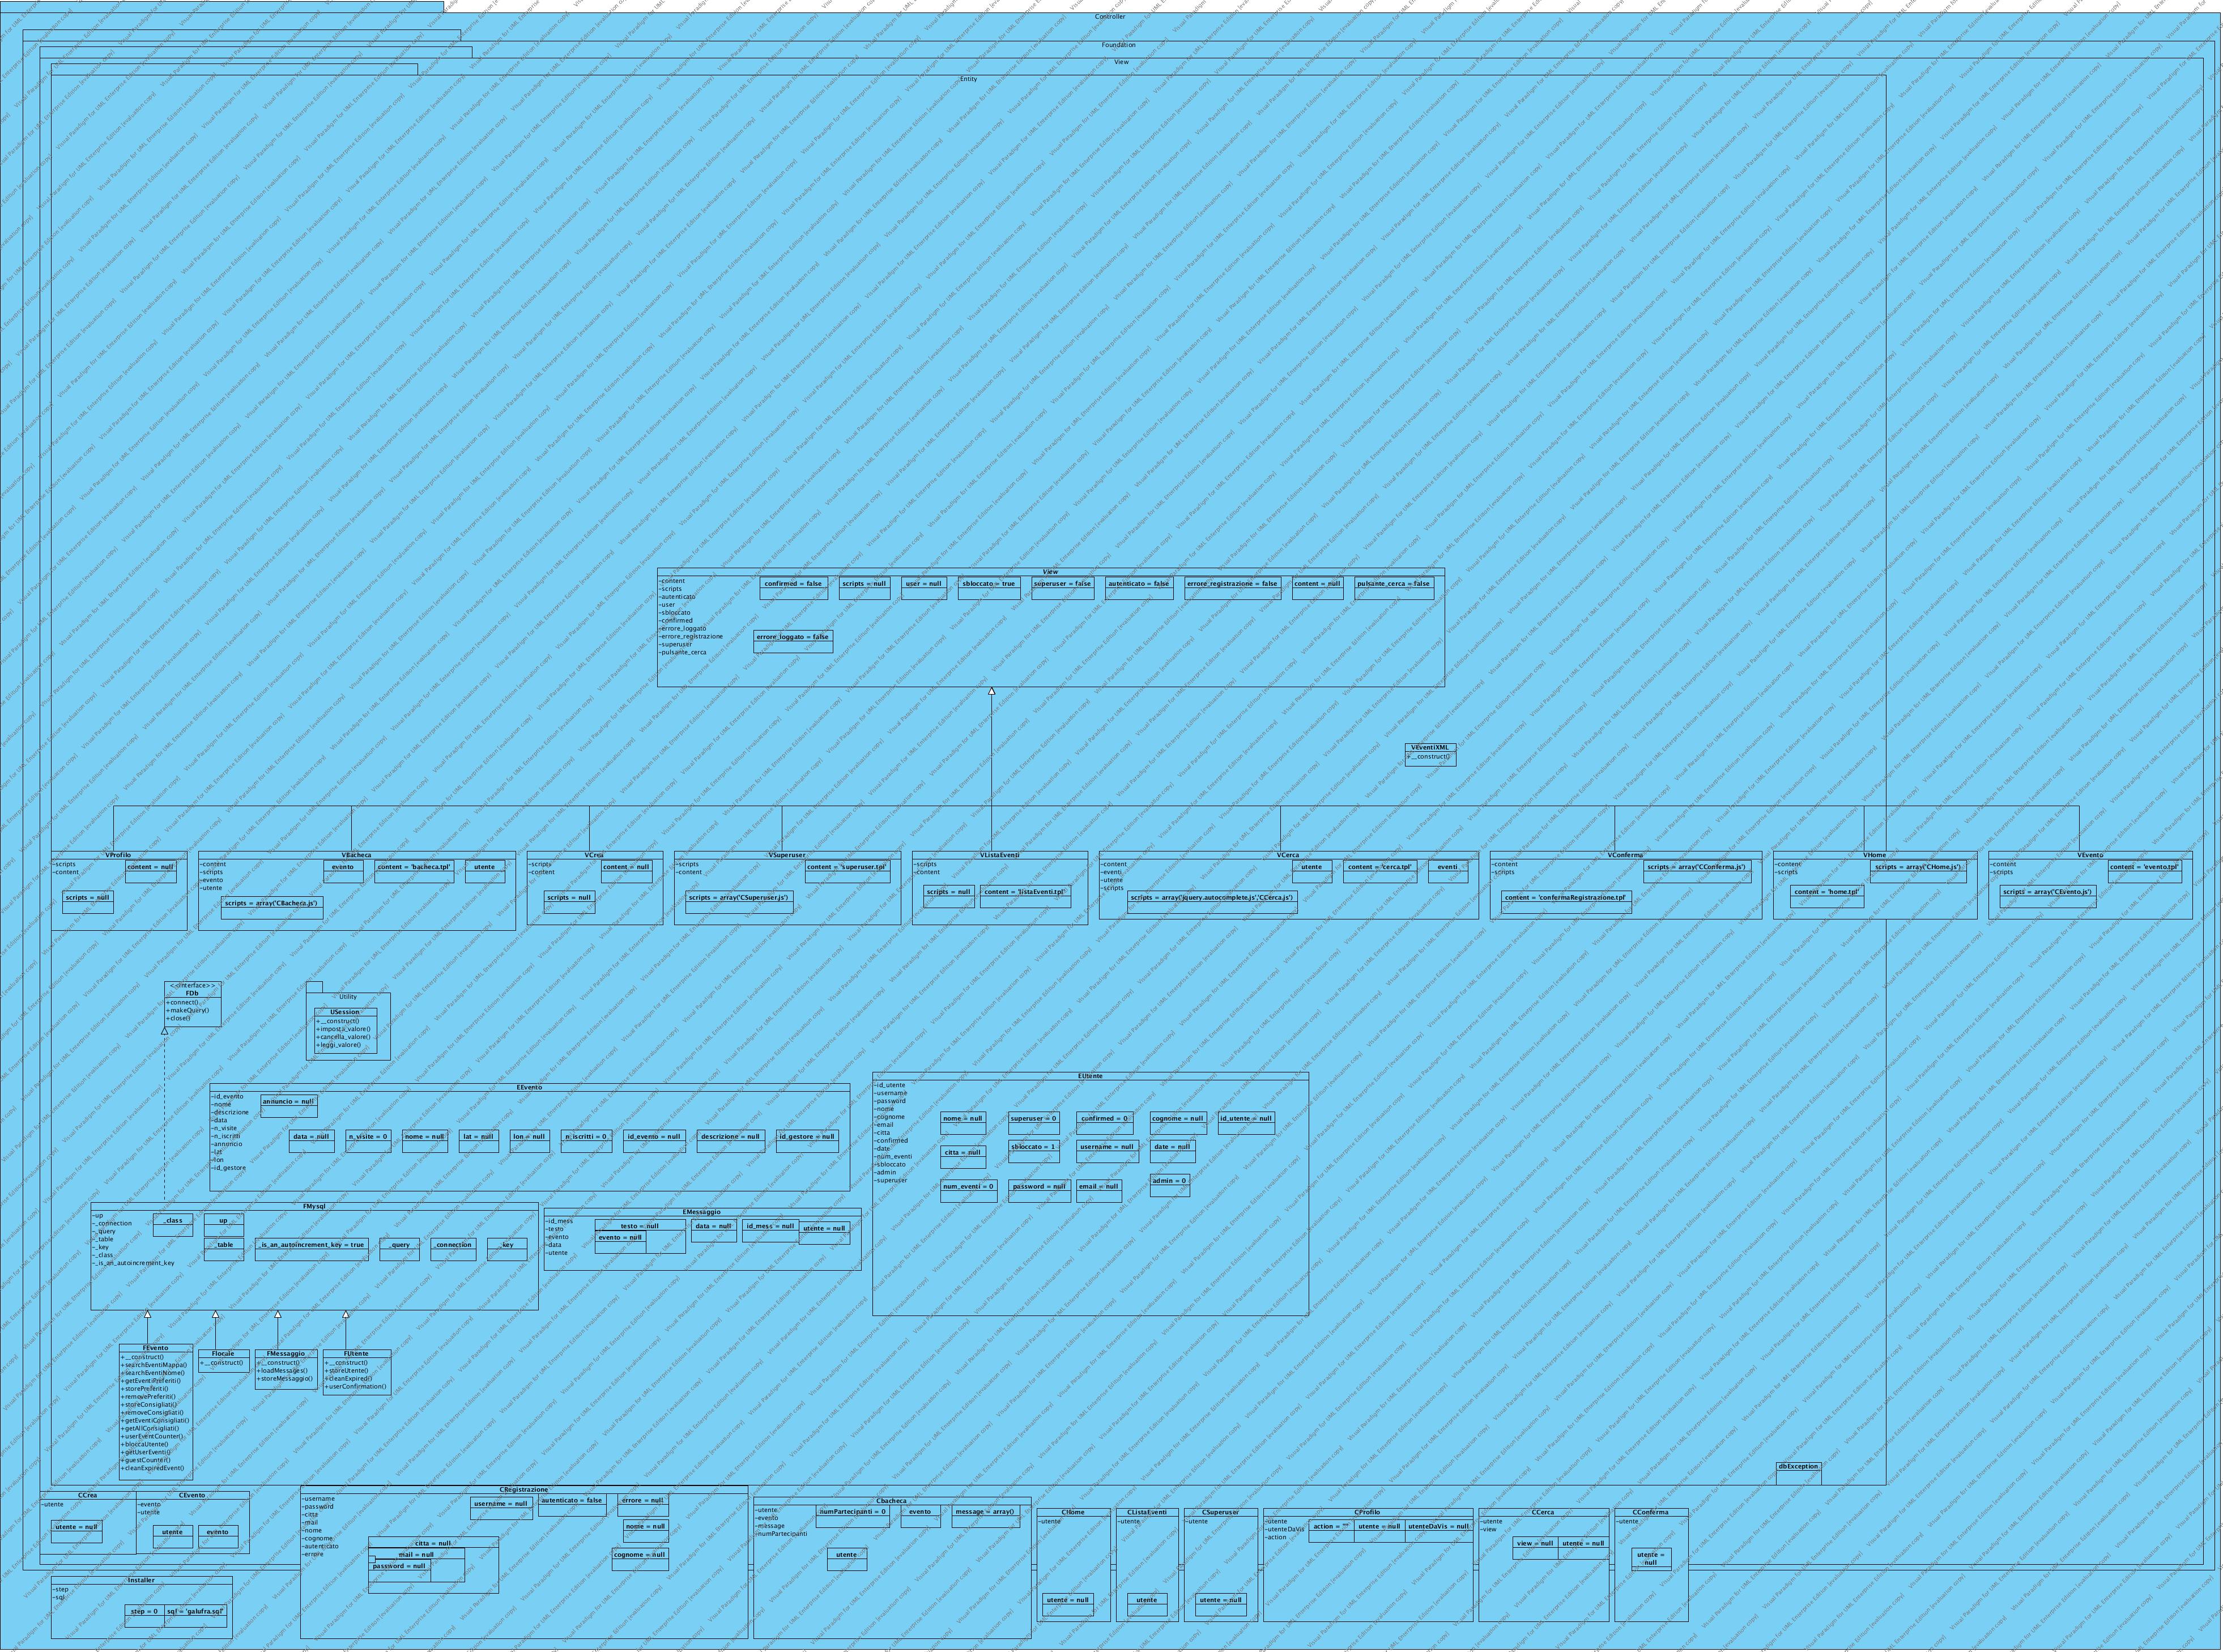 Controller
Foundation
View
Entity
View
-content
-scripts
-autenticato
-user
-sbloccato
-confirmed
-errore_loggato
-errore_registrazione
-superuser
-pulsante_cerca
confirmed = false
scripts = null
user = null
sbloccato = true
superuser = false
autenticato = false
errore_registrazione = false
content = null
pulsante_cerca = false
errore_loggato = false
VEventiXML
+__construct()
VProfilo
-scripts
-content
content = null
scripts = null
VBacheca
-content
-scripts
-evento
-utente
evento
content = 'bacheca.tpl'
utente
scripts = array('CBacheca.js')
VCrea
-scripts
-content
content = null
scripts = null
VSuperuser
-scripts
-content
content = 'superuser.tpl'
scripts = array('CSuperuser.js')
VListaEventi
-scripts
-content
scripts = null
content = 'listaEventi.tpl'
VCerca
-content
-eventi
-utente
-scripts
utente
content = 'cerca.tpl'
eventi
scripts = array('jquery.autocomplete.js','CCerca.js')
VConferma
-content
-scripts
scripts = array('CConferma.js')
content = 'confermaRegistrazione.tpl'
VHome
-content
-scripts
scripts = array('CHome.js')
content = 'home.tpl'
VEvento
-content
-scripts
content = 'evento.tpl'
scripts = array('CEvento.js')
<<Interface>>
FDb
+connect()
+makeQuery()
+close()
Utility
USession
+__construct()
+imposta_valore()
+cancella_valore()
+leggi_valore()
EEvento
-id_evento
-nome
-descrizione
-data
-n_visite
-n_iscritti
-annuncio
-lat
-lon
-id_gestore
annuncio = null
data = null
n_visite = 0
nome = null
lat = null
lon = null
n_iscritti = 0
id_evento = null
descrizione = null
id_gestore = null
EUtente
-id_utente
-username
-password
-nome
-cognome
-email
-citta
-confirmed
-date
-num_eventi
-sbloccato
-admin
-superuser
nome = null
superuser = 0
confirmed = 0
cognome = null
id_utente = null
citta = null
sbloccato = 1
username = null
date = null
num_eventi = 0
password = null
email = null
admin = 0
FMysql
-up
-_connection
-_query
-_table
-_key
-_class
-_is_an_autoincrement_key
_class
up
_table
_is_an_autoincrement_key = true
_query
_connection
_key
EMessaggio
-id_mess
-testo
-evento
-data
-utente
testo = null
evento = null
data = null
id_mess = null
utente = null
FEvento
+__construct()
+searchEventiMappa()
+searchEventiNome()
+getEventiPreferiti()
+storePreferiti()
+removePreferiti()
+storeConsigliati()
+removeConsigliati()
+getEventiConsigliati()
+getAllConsigliati()
+userEventCounter()
+bloccaUtente()
+getUserEventi()
+guestCounter()
+cleanExpiredEvent()
Flocale
+__construct()
FMessaggio
+__construct()
+loadMessages()
+storeMessaggio()
FUtente
+__construct()
+storeUtente()
+cleanExpired()
+userConfirmation()
dbException
CCrea
-utente
utente = null
CEvento
-evento
-utente
utente
evento
CRegistrazione
-username
-password
-citta
-mail
-nome
-cognome
-autenticato
-errore
username = null
autenticato = false
errore = null
nome = null
citta = null
mail = null
password = null
cognome = null
Cbacheca
-utente
-evento
-message
-numPartecipanti
numPartecipanti = 0
evento
message = array()
utente
CHome
-utente
utente = null
CListaEventi
-utente
utente
CSuperuser
-utente
utente = null
CProfilo
-utente
-utenteDaVis
-action
action = ""
utente = null
utenteDaVis = null
CCerca
-utente
-view
view = null
utente = null
CConferma
-utente
utente =
null
Installer
-step
-sql
step = 0
sql = 'galufra.sql'
Visual Paradigm for UML Enterprise Edition [evaluation copy]